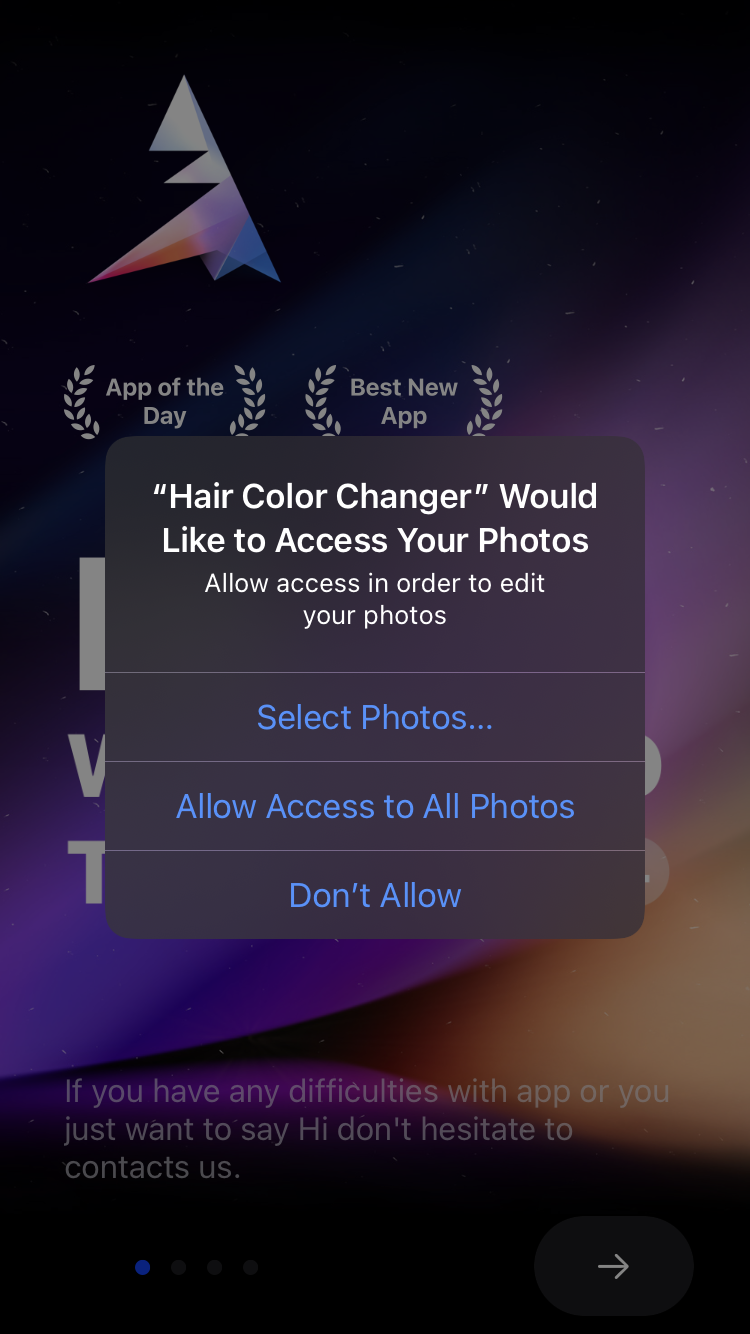 App of the
Day
Best New
App
“Hair Color Changer” Would
Like to Access Your Photos
Allow access in order to edit
your photos
Select Photos...
Allow Access to All Photos
Don’t Allow
If you have any difficulties with app or you
just want to say Hi don't hesitate to
contacts us.